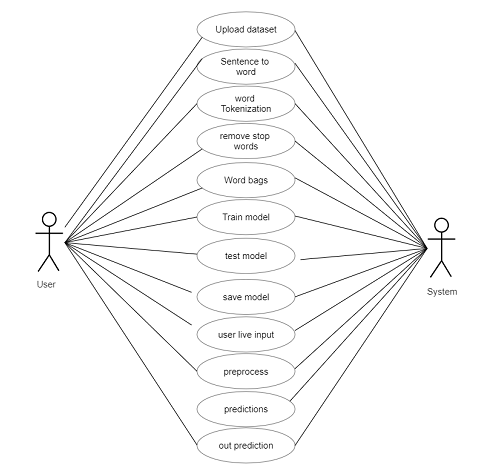 Upload dataset
Sentence to
word
word
Tokenization
remove stop
words
Word bags
Train model
test model
save model
user live input
preprocess
predictions
out prediction
User
System